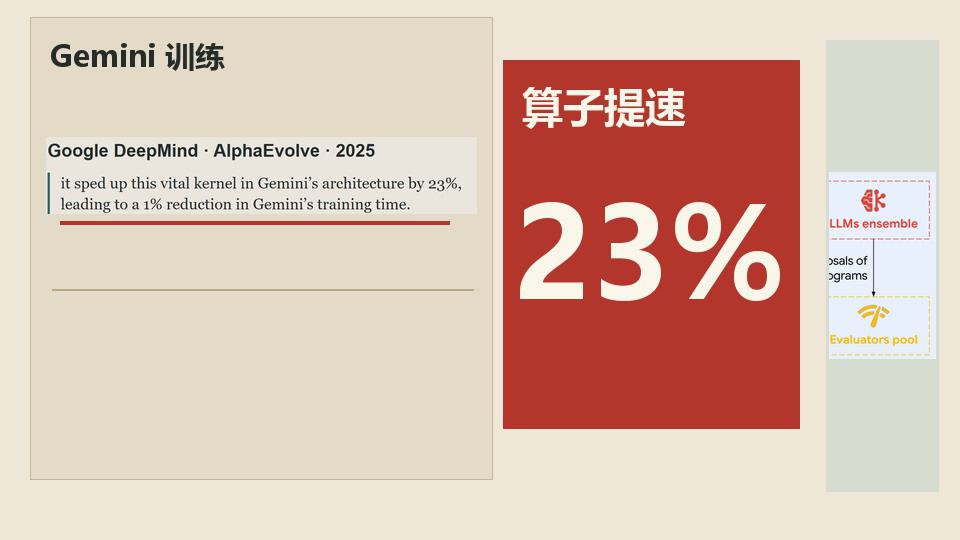 Gemini 训练
Google DeepMind · AlphaEvolve · 2025
it sped up this vital kernel in Gemini’s architecture by 23%,
leading to a 1% reduction in Gemini’s training time.
算子提速
23%
LLMs ensemble
osals of
ograms
Evaluators pool